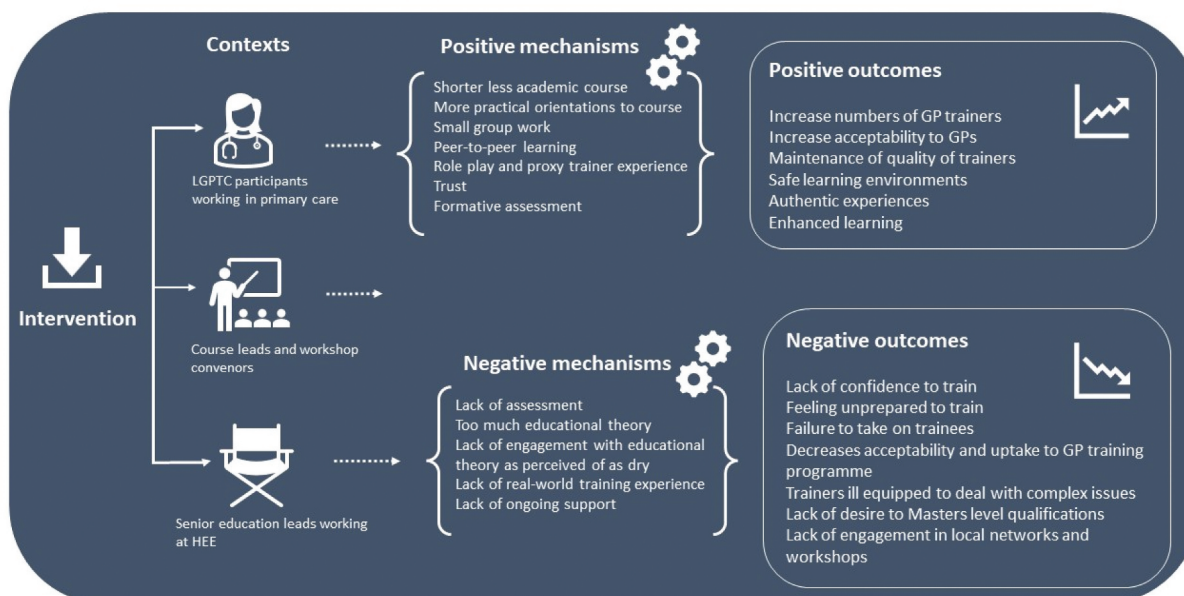 Contexts
Intervention
LGPTC participants
working in primary care
Course leads and workshop
convenors
Senior education leads working
at HEE
Positive mechanisms
Shorter less academic course
More practical orientations to course
Small group work
Peer-to-peer learning
Role play and proxy trainer experience
Trust
Formative assessment
Negative mechanisms
Lack of assessment
Too much educational theory
Lack of engagement with educational
theory as perceived of as dry
Lack of real-world training experience
Lack of ongoing support
Positive outcomes
Increase numbers of GP trainers
Increase acceptability to GPs
Maintenance of quality of trainers
Safe learning environments
Authentic experiences
Enhanced learning
Negative outcomes
Lack of confidence to train
Feeling unprepared to train
Failure to take on trainees
Decreases acceptability and uptake to GP training
programme
Trainers ill equipped to deal with complex issues
Lack of desire to Masters level qualifications
Lack of engagement in local networks and
workshops